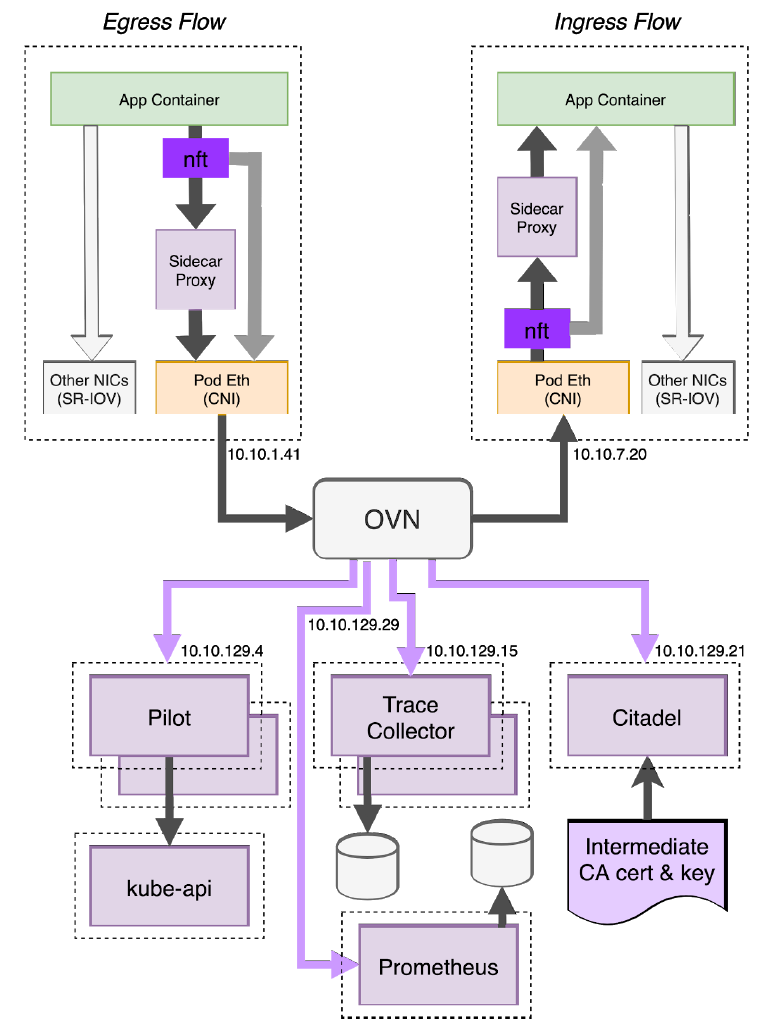 Egress Flow
Ingress Flow
App Container
nft
Sidecar
Proxy
Other NICs
(SR-IOV)
Pod Eth
(CNI)
10.10.1.41
App Container
Sidecar
Proxy
nft
Pod Eth
(CNI)
Other NICs
(SR-IOV)
10.10.7.20
OVN
10.10.129.4
10.10.129.29
10.10.129.15
10.10.129.21
Pilot
Trace
Collector
Citadel
kube-api
Intermediate
CA cert & key
Prometheus